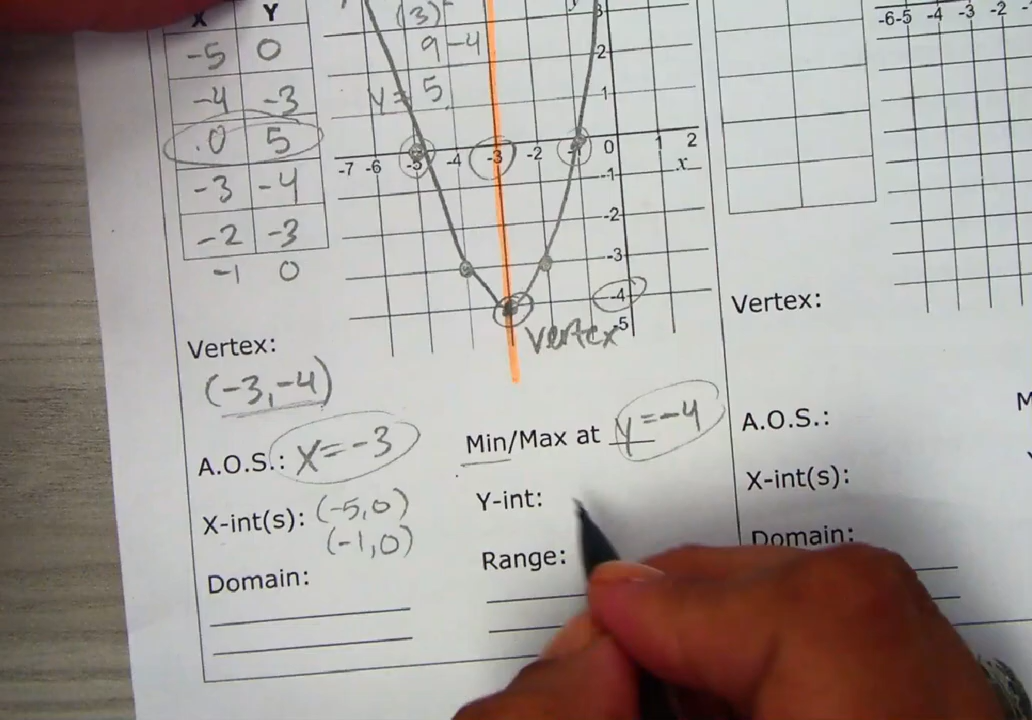 X Y
-5 0
-4 -3
0 5
-3 -4
-2 -3
-1 0
(3)²
9-4
y = 5
y 3
2
1
-7 -6 -5 -4 -3 -2 -1 0 1 2
x
-1
-2
-3
-4
-5
vertex
Vertex:
(-3,-4)
A.O.S.: X=-3
Min/Max at y=-4
X-int(s): (-5,0)
(-1,0)
Y-int:
Domain:
Range:
-6 -5 -4 -3 -2
Vertex:
A.O.S.:
M
X-int(s):
Domain: